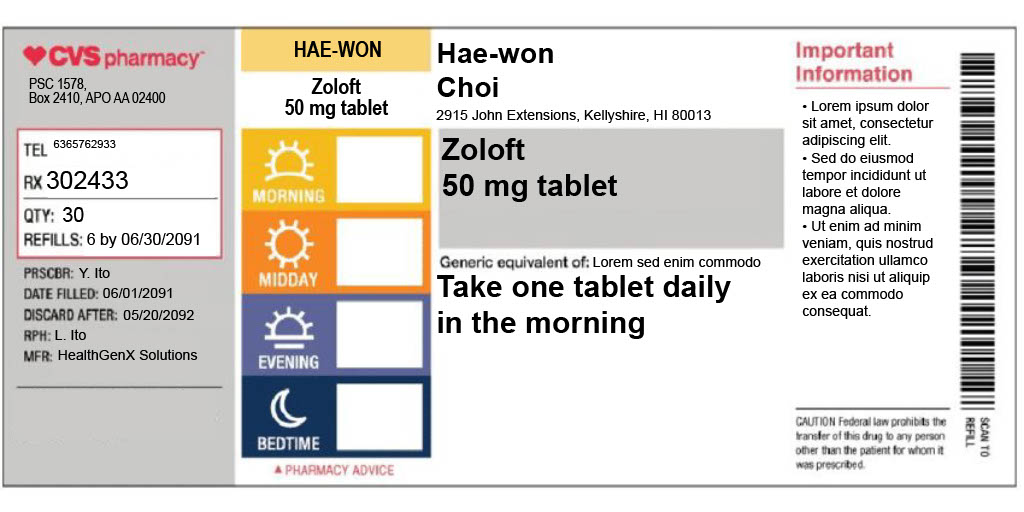 CVS pharmacy
PSC 1578,
Box 2410, APO AA 02400
TEL 6365762933
RX 302433
QTY: 30
REFILLS: 6 by 06/30/2091
PRSCBR: Y. Ito
DATE FILLED: 06/01/2091
DISCARD AFTER: 05/20/2092
RPH: L. Ito
MFR: HealthGenX Solutions
HAE-WON
Zoloft
50 mg tablet
MORNING
MIDDAY
EVENING
BEDTIME
▲ PHARMACY ADVICE
Hae-won
Choi
2915 John Extensions, Kellyshire, HI 80013
Zoloft
50 mg tablet
Generic equivalent of: Lorem sed enim commodo
Take one tablet daily
in the morning
Important
Information
• Lorem ipsum dolor
sit amet, consectetur
adipiscing elit.
• Sed do eiusmod
tempor incididunt ut
labore et dolore
magna aliqua.
• Ut enim ad minim
veniam, quis nostrud
exercitation ullamco
laboris nisi ut aliquip
ex ea commodo
consequat.
CAUTION Federal law prohibits the
transfer of this drug to any person
other than the patient for whom it
was prescribed.
SCAN TO
REFILL